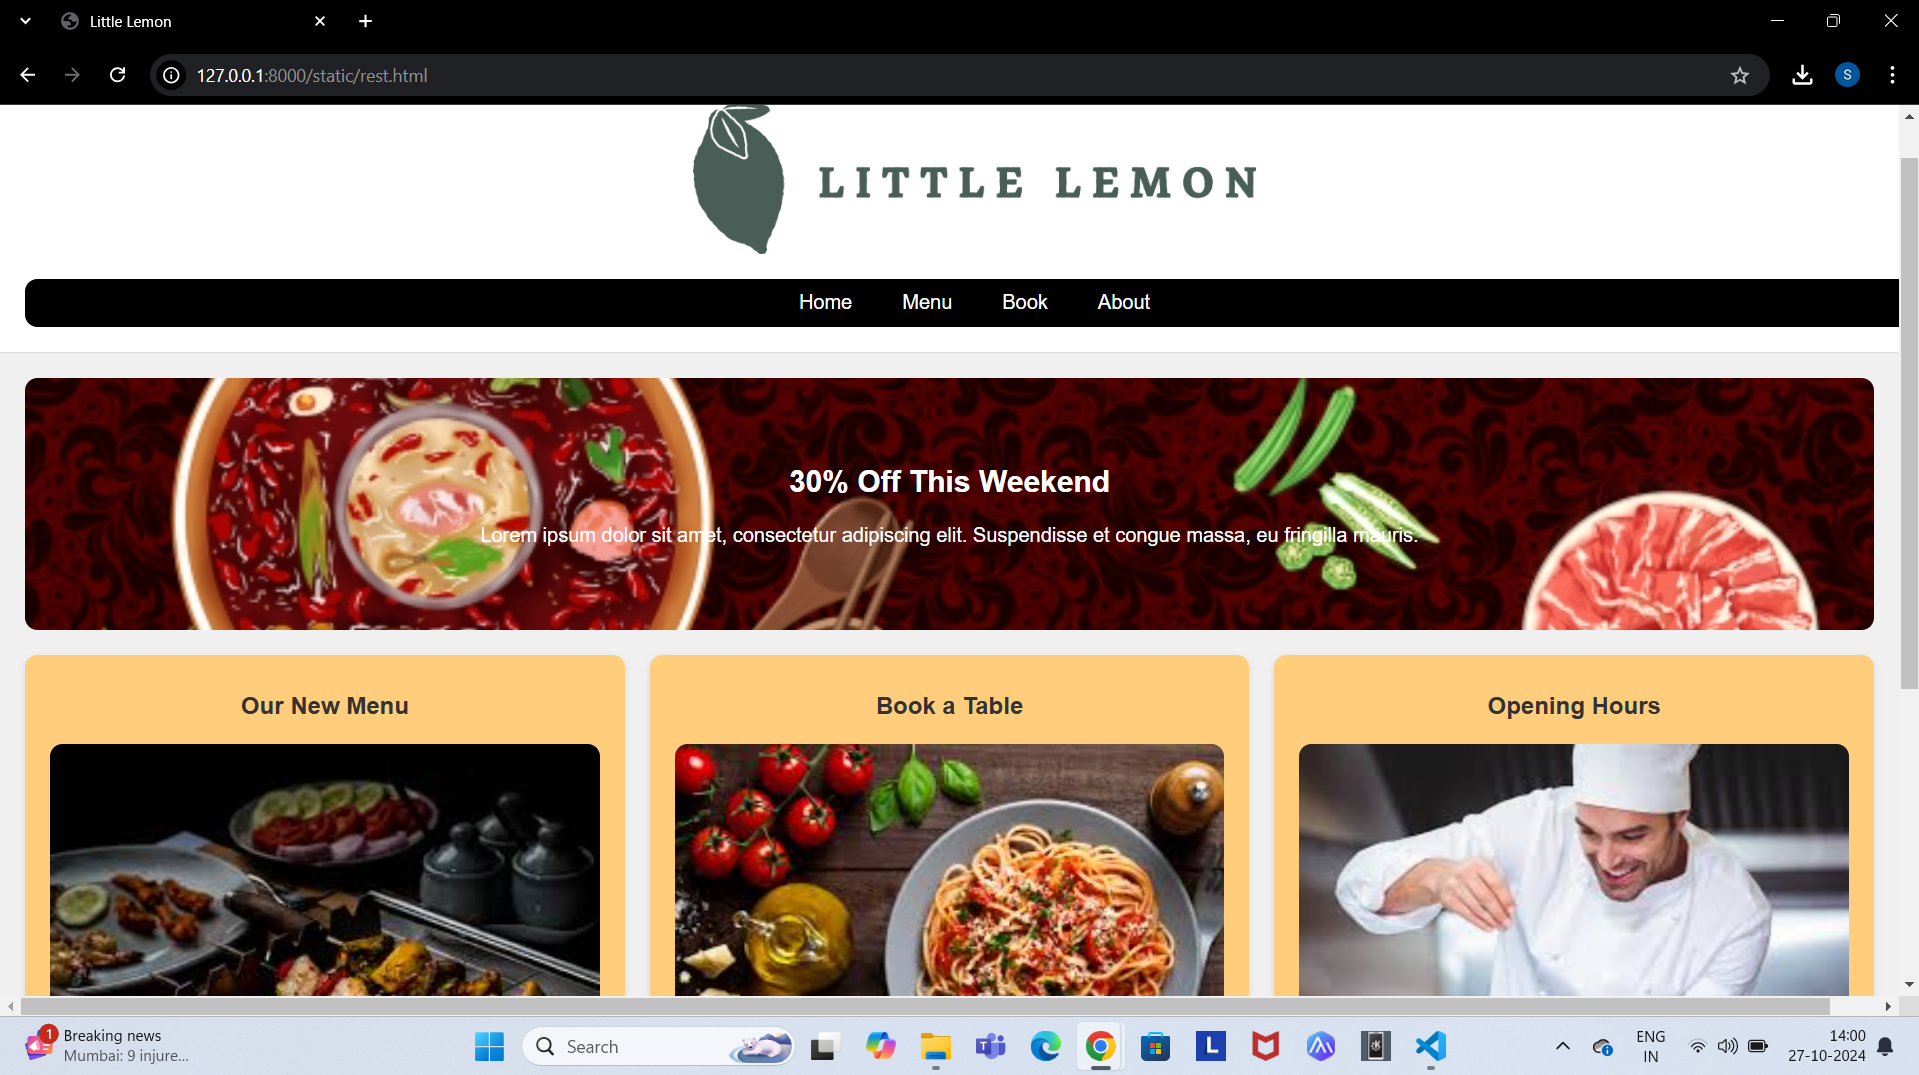 Little Lemon
127.0.0.1:8000/static/rest.html
S
LITTLE LEMON
Home Menu Book About
30% Off This Weekend
Lorem ipsum dolor sit amet, consectetur adipiscing elit. Suspendisse et congue massa, eu fringilla mauris.
Our New Menu
Book a Table
Opening Hours
1
Breaking news
Mumbai: 9 injure...
Search
L
ENG
IN
14:00
27-10-2024